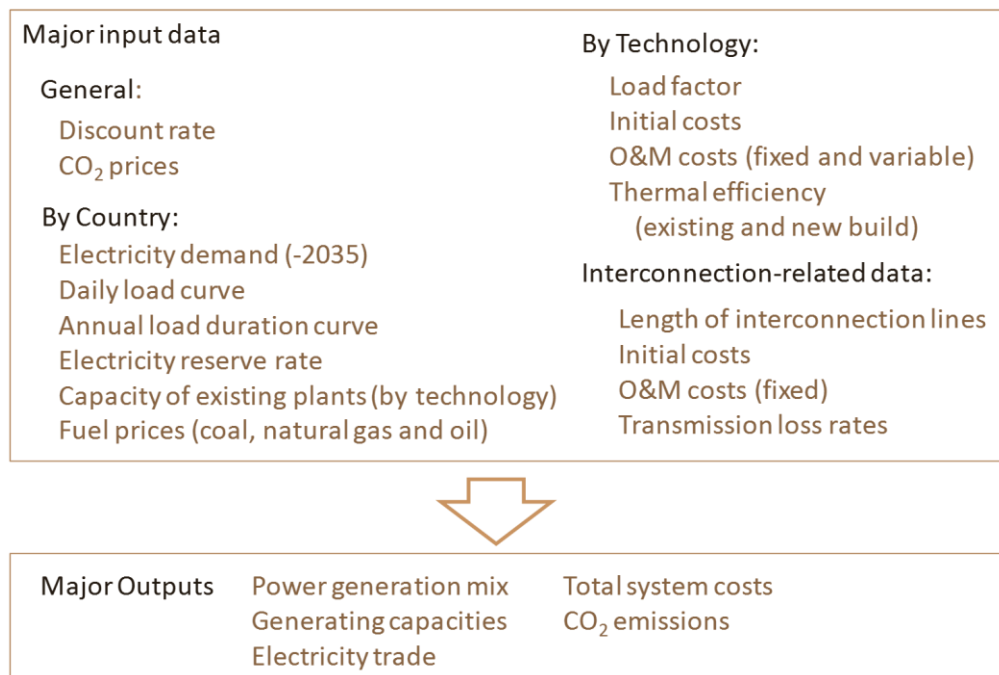 Major input data
General:
Discount rate
CO₂ prices
By Country:
Electricity demand (-2035)
Daily load curve
Annual load duration curve
Electricity reserve rate
Capacity of existing plants (by technology)
Fuel prices (coal, natural gas and oil)
By Technology:
Load factor
Initial costs
O&M costs (fixed and variable)
Thermal efficiency
(existing and new build)
Interconnection-related data:
Length of interconnection lines
Initial costs
O&M costs (fixed)
Transmission loss rates
Major Outputs
Power generation mix
Generating capacities
Electricity trade
Total system costs
CO₂ emissions